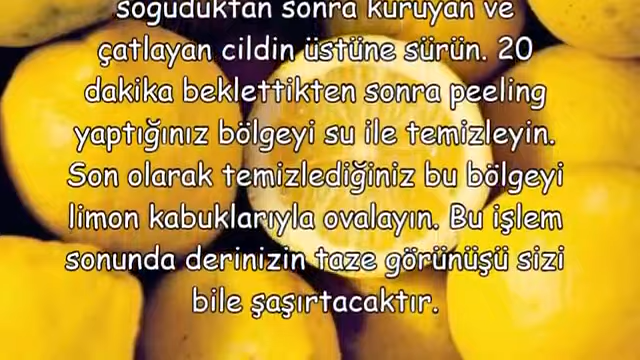 soğuduktan sonra kuruyan ve
çatlayan cildin üstüne sürün. 20
dakika beklettikten sonra peeling
yaptığınız bölgeyi su ile temizleyin.
Son olarak temizlediğiniz bu bölgeyi
limon kabuklarıyla ovalayın. Bu işlem
sonunda derinizin taze görünüşü sizi
bile şaşırtacaktır.